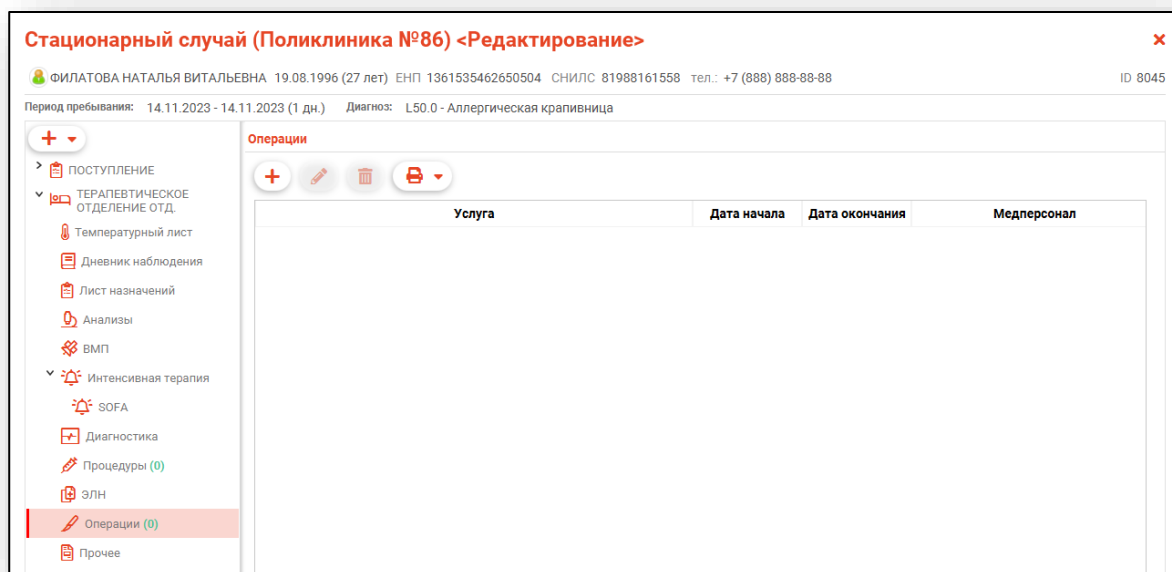 Стационарный случай (Поликлиника №86) <Редактирование>
ФИЛАТОВА НАТАЛЬЯ ВИТАЛЬЕВНА 19.08.1996 (27 лет) ЕНП 1361535462650504 СНИЛС 81988161558 тел.: +7 (888) 888-88-88 ID 8045
Период пребывания: 14.11.2023 - 14.11.2023 (1 дн.) Диагноз: L50.0 - Аллергическая крапивница
ПОСТУПЛЕНИЕ
ТЕРАПЕВТИЧЕСКОЕ
ОТДЕЛЕНИЕ ОТД.
Температурный лист
Дневник наблюдения
Лист назначений
Анализы
ВМП
Интенсивная терапия
SOFA
Диагностика
Процедуры (0)
ЭЛН
Операции (0)
Прочее
Операции
Услуга Дата начала Дата окончания Медперсонал